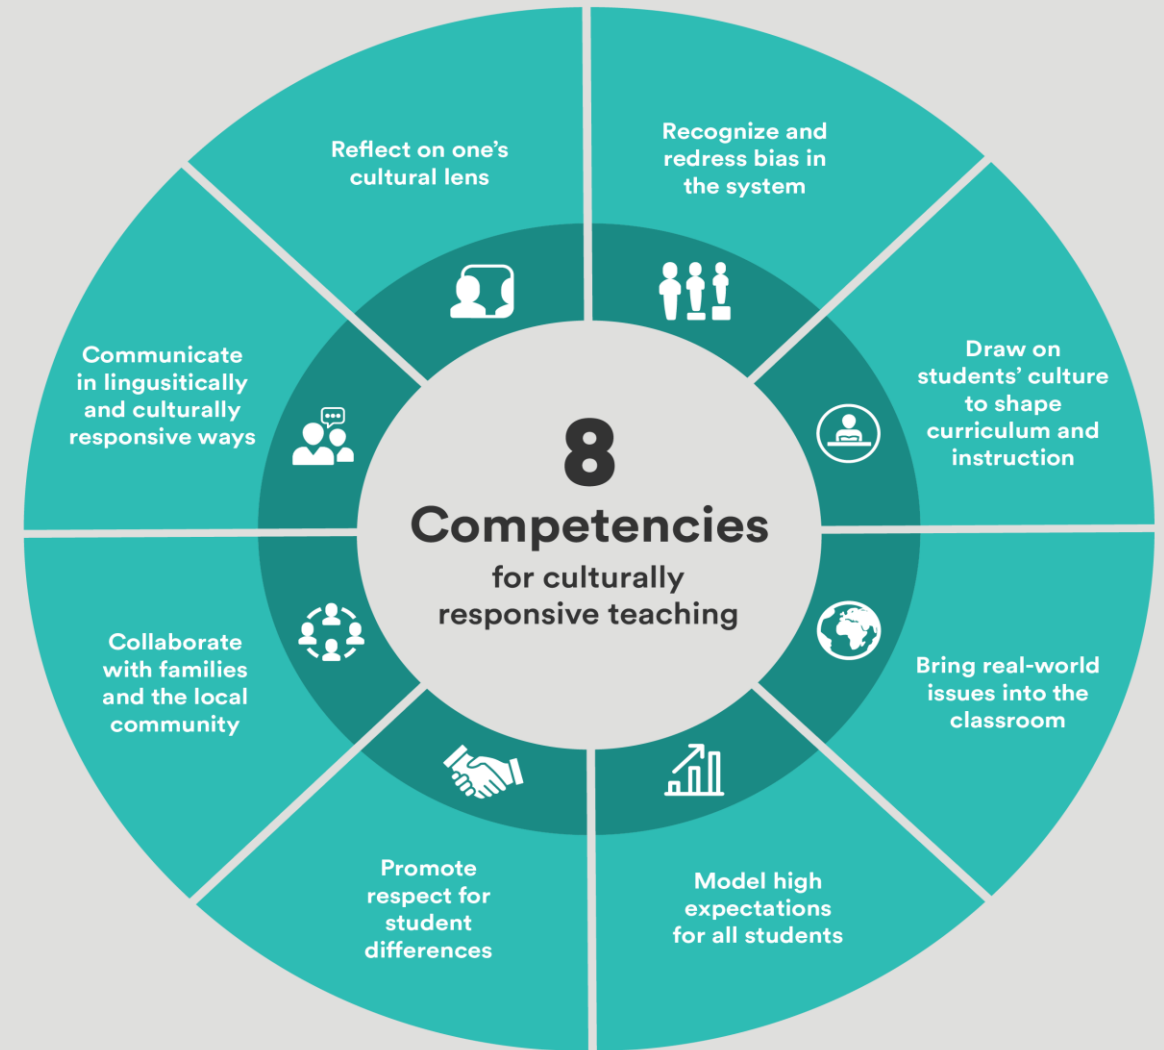 8
Competencies
for culturally
responsive teaching
Reflect on one’s
cultural lens
Recognize and
redress bias in
the system
Draw on
students’ culture
to shape
curriculum and
instruction
Bring real-world
issues into the
classroom
Model high
expectations
for all students
Promote
respect for
student
differences
Collaborate
with families
and the local
community
Communicate
in lingusitically
and culturally
responsive ways